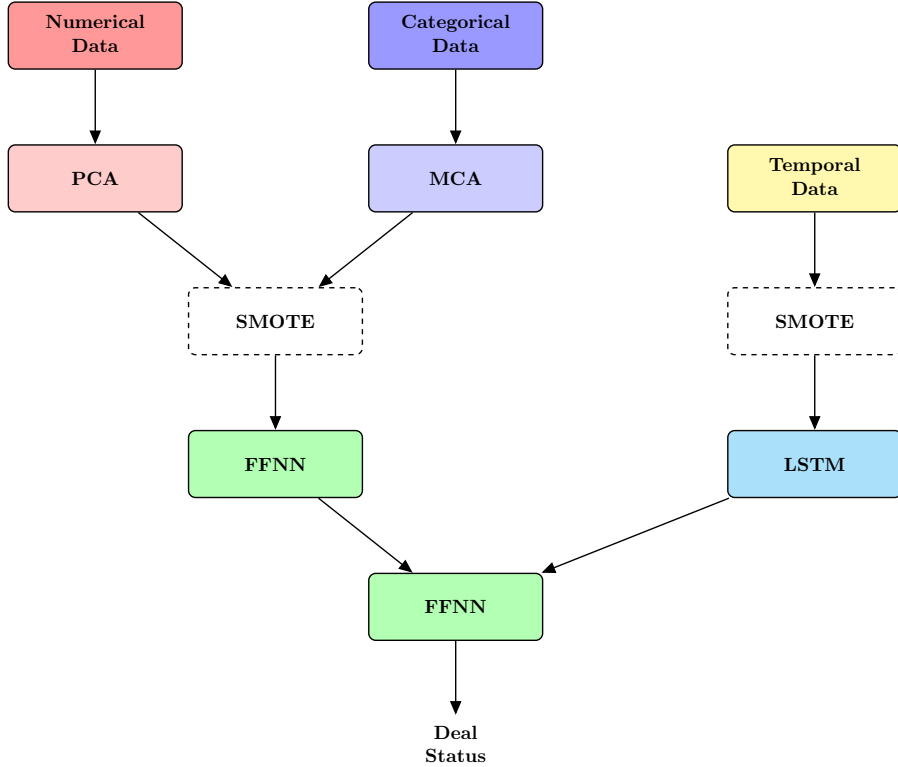 Numerical
Data
Categorical
Data
PCA
MCA
Temporal
Data
SMOTE
SMOTE
FFNN
LSTM
FFNN
Deal
Status